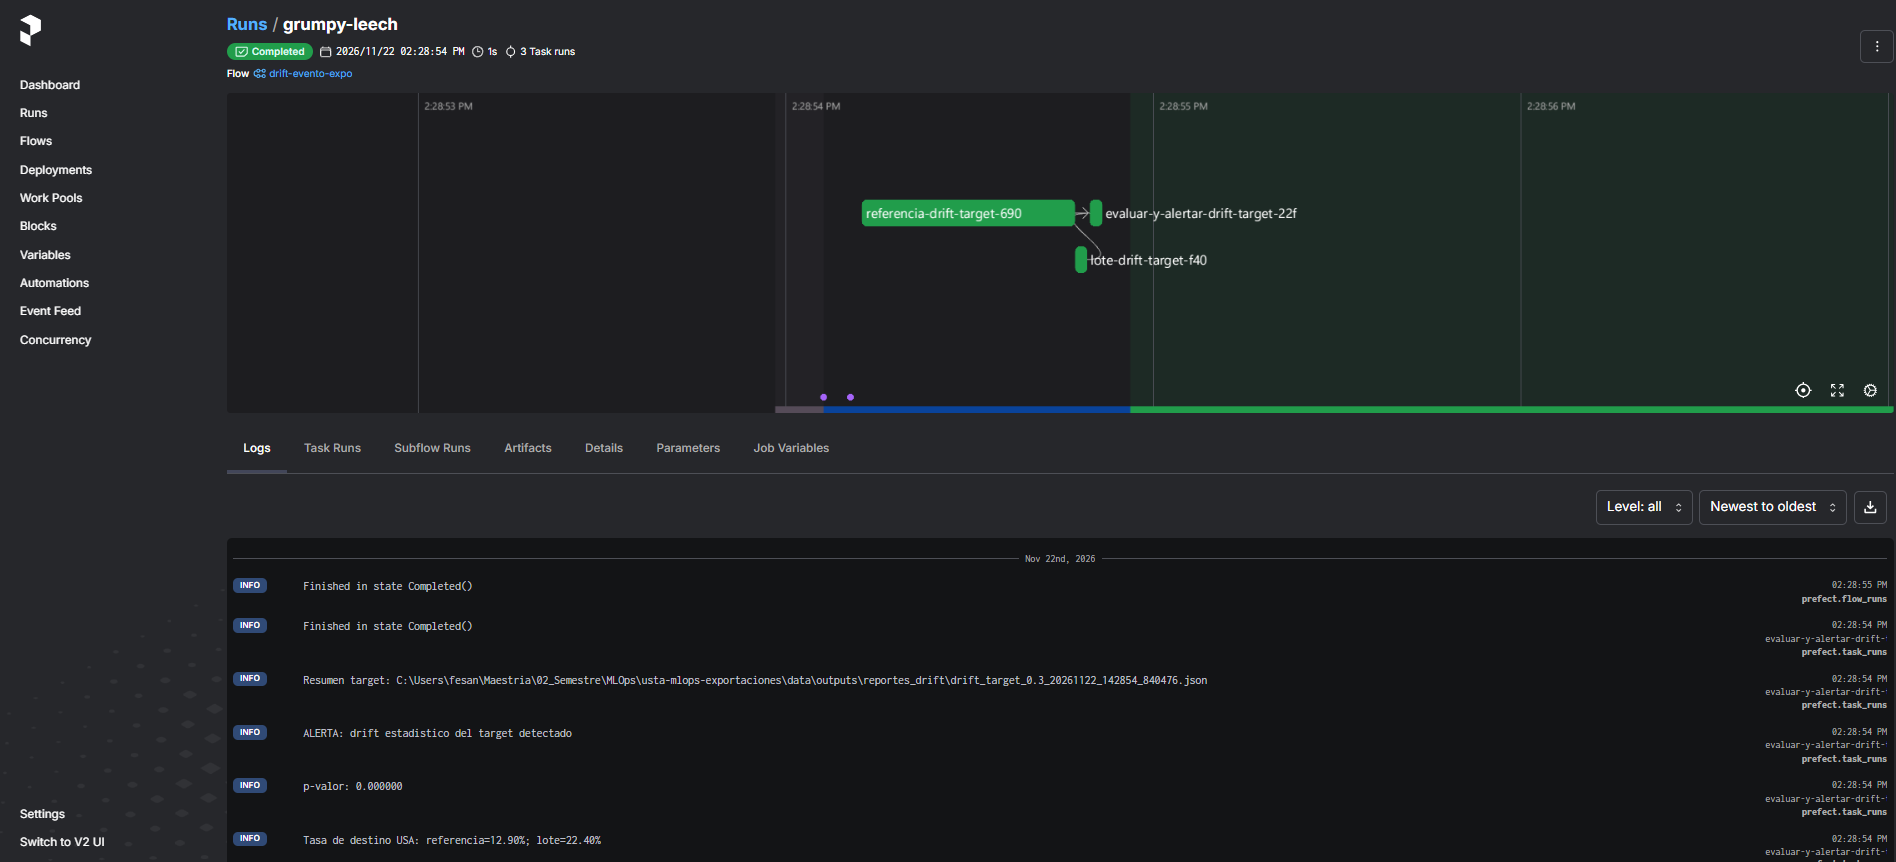 Runs / grumpy-leech
Completed 2026/11/22 02:28:54 PM 1s 3 Task runs
Flow drift-evento-expo
Dashboard
Runs
Flows
Deployments
Work Pools
Blocks
Variables
Automations
Event Feed
Concurrency
Settings
Switch to V2 UI
2:28:53 PM 2:28:54 PM 2:28:55 PM 2:28:56 PM
referencia-drift-target-690 evaluar-y-alertar-drift-target-22f
lote-drift-target-f40
Logs Task Runs Subflow Runs Artifacts Details Parameters Job Variables
Level: all Newest to oldest
Nov 22nd, 2026
INFO Finished in state Completed() 02:28:55 PM
prefect.flow_runs
INFO Finished in state Completed() 02:28:54 PM
evaluar-y-alertar-drift-
prefect.task_runs
INFO Resumen target: C:\Users\fesan\Maestria\02_Semestre\MLOps\usta-mlops-exportaciones\data\outputs\reportes_drift\drift_target_0.3_20261122_142854_840476.json 02:28:54 PM
evaluar-y-alertar-drift-
prefect.task_runs
INFO ALERTA: drift estadistico del target detectado 02:28:54 PM
evaluar-y-alertar-drift-
prefect.task_runs
INFO p-valor: 0.000000 02:28:54 PM
evaluar-y-alertar-drift-
prefect.task_runs
INFO Tasa de destino USA: referencia=12.90%; lote=22.40% 02:28:54 PM
evaluar-y-alertar-drift-